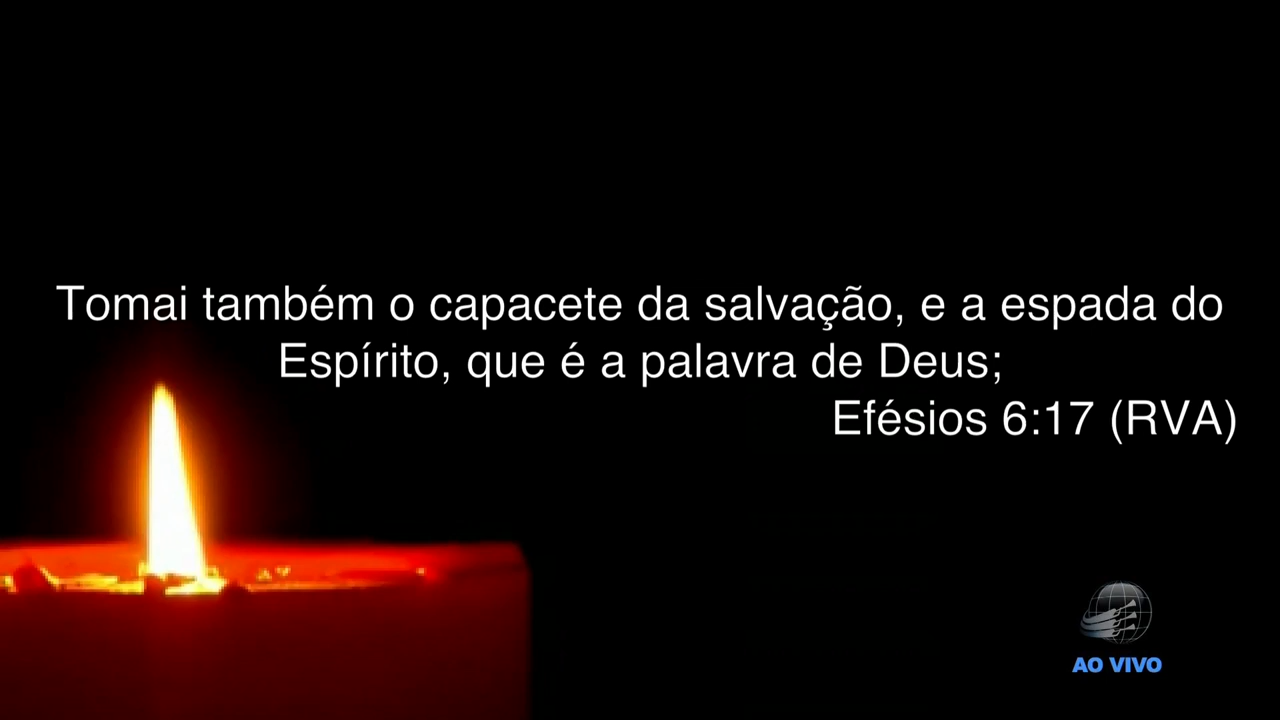 Tomai também o capacete da salvação, e a espada do
Espírito, que é a palavra de Deus;
Efésios 6:17 (RVA)
AO VIVO